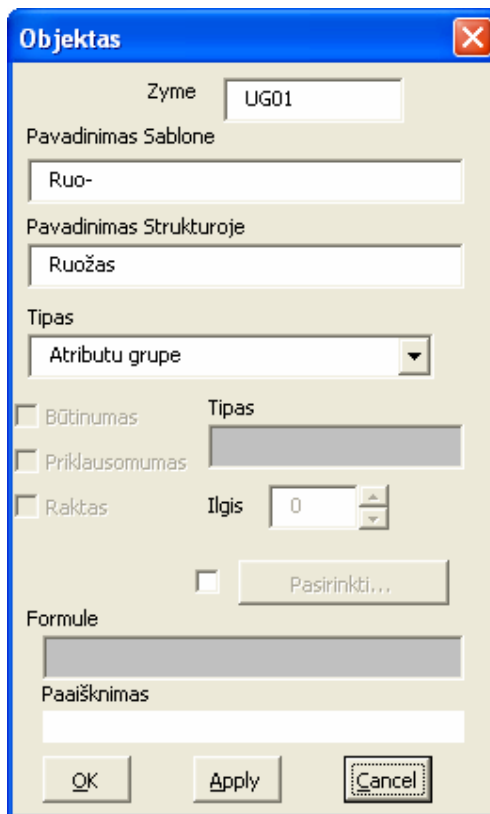 Objektas
Zyme UG01
Pavadinimas Sablone
Ruo-
Pavadinimas Strukturoje
Ruožas
Tipas
Atributu grupe
Būtinumas Tipas
Priklausomumas
Raktas Ilgis 0
Pasirinkti...
Formule
Paaišknimas
OK Apply Cancel